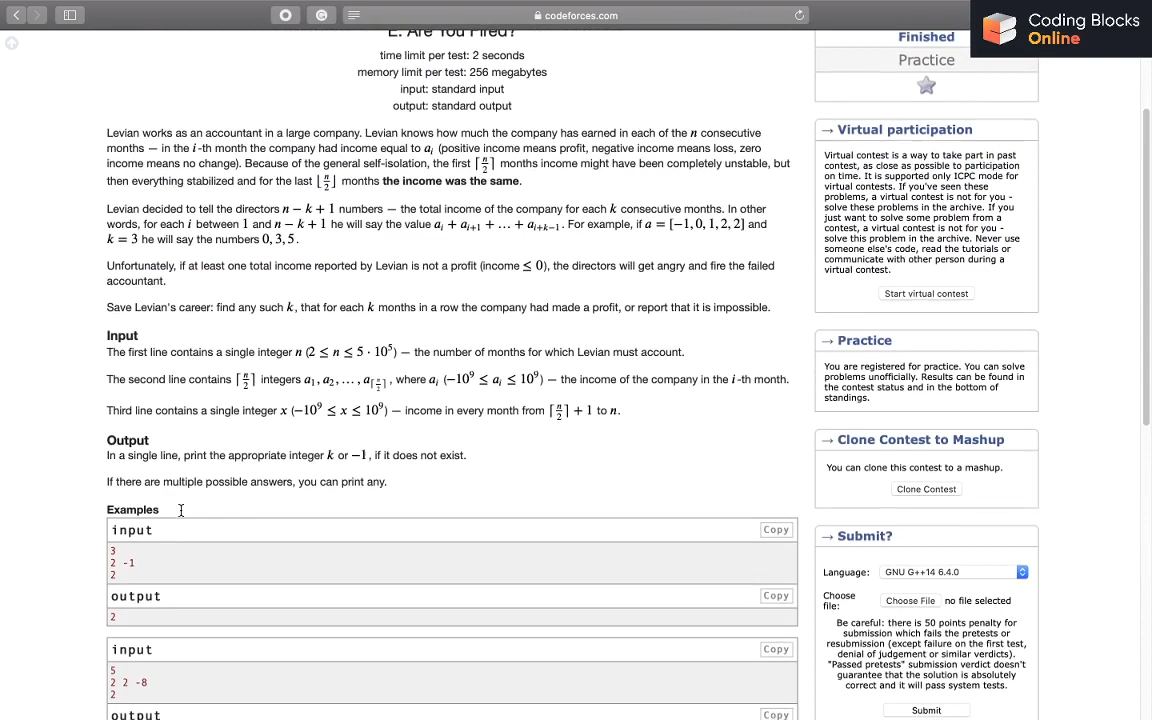 codeforces.com
Coding Blocks
Online
E. Are You Fired?
time limit per test: 2 seconds
memory limit per test: 256 megabytes
input: standard input
output: standard output
Levian works as an accountant in a large company. Levian knows how much the company has earned in each of the n consecutive
months — in the i-th month the company had income equal to aᵢ (positive income means profit, negative income means loss, zero
income means no change). Because of the general self-isolation, the first ⌈n/2⌉ months income might have been completely unstable, but
then everything stabilized and for the last ⌊n/2⌋ months the income was the same.
Levian decided to tell the directors n − k + 1 numbers — the total income of the company for each k consecutive months. In other
words, for each i between 1 and n − k + 1 he will say the value aᵢ + aᵢ₊₁ + … + aᵢ₊ₖ₋₁. For example, if a = [−1, 0, 1, 2, 2] and
k = 3 he will say the numbers 0, 3, 5.
Unfortunately, if at least one total income reported by Levian is not a profit (income ≤ 0), the directors will get angry and fire the failed
accountant.
Save Levian's career: find any such k, that for each k months in a row the company had made a profit, or report that it is impossible.
Input
The first line contains a single integer n (2 ≤ n ≤ 5 · 10⁵) — the number of months for which Levian must account.
The second line contains ⌈n/2⌉ integers a₁, a₂, … , a⌈n/2⌉, where aᵢ (−10⁹ ≤ aᵢ ≤ 10⁹) — the income of the company in the i-th month.
Third line contains a single integer x (−10⁹ ≤ x ≤ 10⁹) — income in every month from ⌈n/2⌉ + 1 to n.
Output
In a single line, print the appropriate integer k or −1, if it does not exist.
If there are multiple possible answers, you can print any.
Examples
input
Copy
3
2 -1
2
output
Copy
2
input
Copy
5
2 2 -8
2
output
Copy
Finished
Practice
→ Virtual participation
Virtual contest is a way to take part in past
contest, as close as possible to participation
on time. It is supported only ICPC mode for
virtual contests. If you've seen these
problems, a virtual contest is not for you -
solve these problems in the archive. If you
just want to solve some problem from a
contest, a virtual contest is not for you -
solve this problem in the archive. Never use
someone else's code, read the tutorials or
communicate with other person during a
virtual contest.
Start virtual contest
→ Practice
You are registered for practice. You can solve
problems unofficially. Results can be found in
the contest status and in the bottom of
standings.
→ Clone Contest to Mashup
You can clone this contest to a mashup.
Clone Contest
→ Submit?
Language: GNU G++14 6.4.0
Choose
file: Choose File no file selected
Be careful: there is 50 points penalty for
submission which fails the pretests or
resubmission (except failure on the first test,
denial of judgement or similar verdicts).
"Passed pretests" submission verdict doesn't
guarantee that the solution is absolutely
correct and it will pass system tests.
Submit